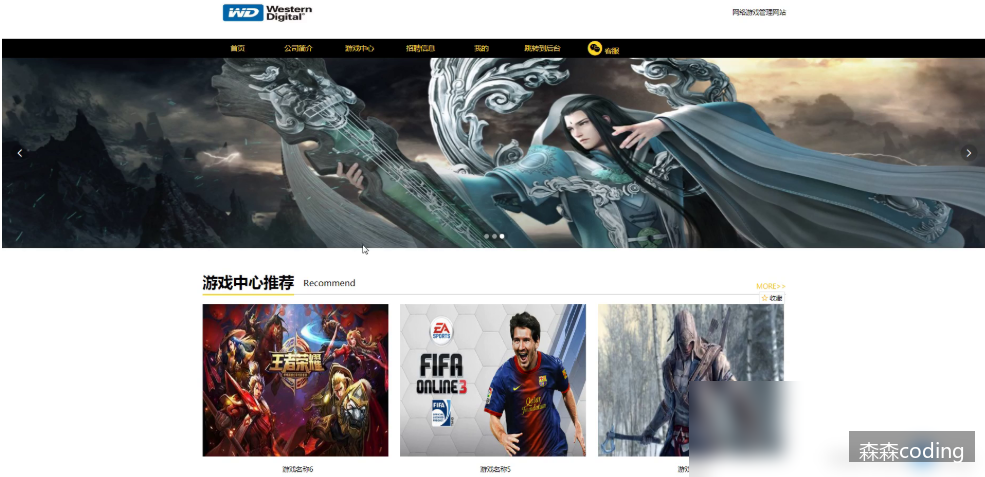 WD Western Digital
网络游戏管理网站
首页 公司简介 游戏中心 招聘信息 我的 跳转到后台 客服
游戏中心推荐 Recommend
MORE>>
收藏
王者荣耀
EA SPORTS
FIFA ONLINE 3
FIFA
游戏名称6 游戏名称5
森森coding